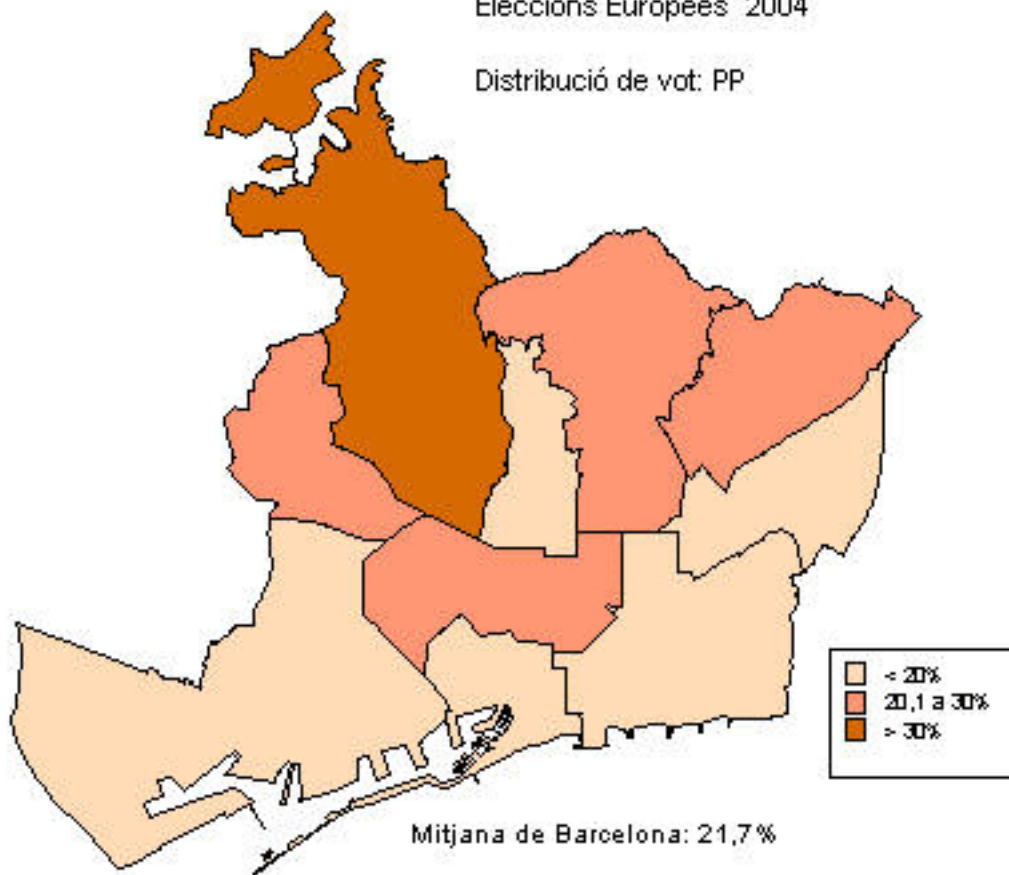 Eleccions Europees 2004
Distribució de vot: PP
< 20%
20,1 a 30%
> 30%
Mitjana de Barcelona: 21,7%